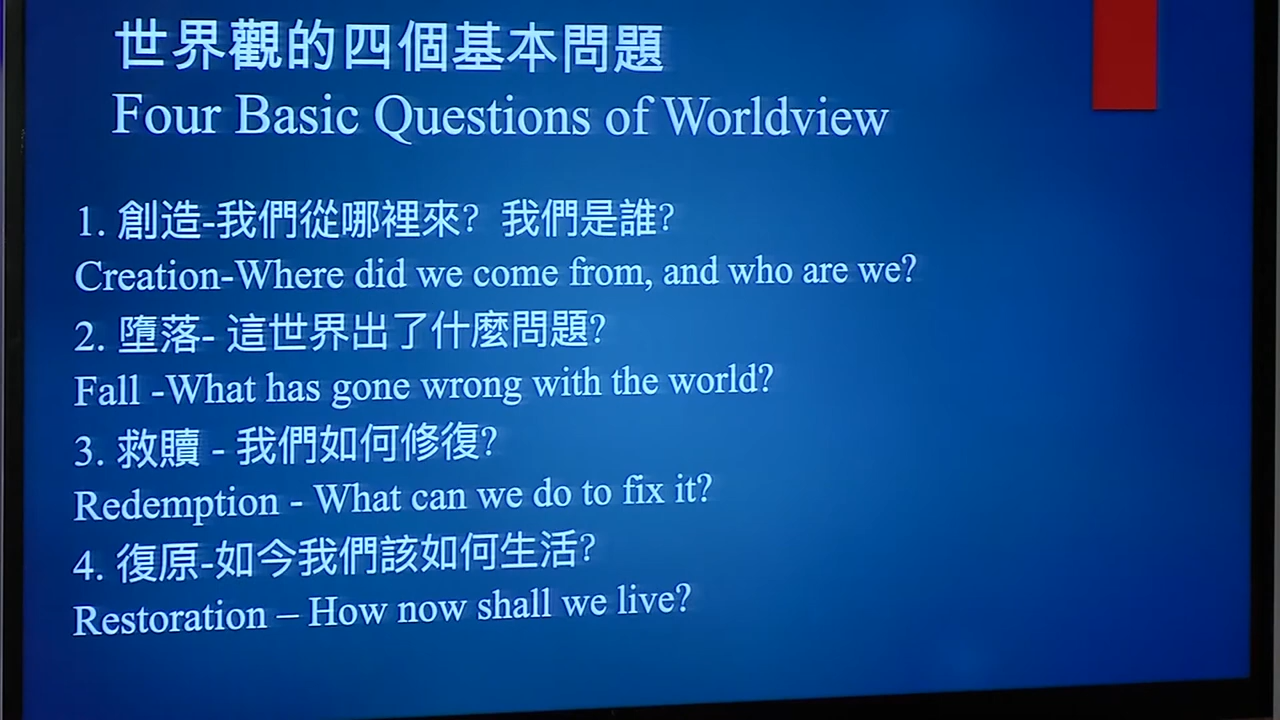 世界觀的四個基本問題
Four Basic Questions of Worldview
1. 創造-我們從哪裡來? 我們是誰?
Creation-Where did we come from, and who are we?
2. 墮落- 這世界出了什麼問題?
Fall -What has gone wrong with the world?
3. 救贖 - 我們如何修復?
Redemption - What can we do to fix it?
4. 復原-如今我們該如何生活?
Restoration – How now shall we live?